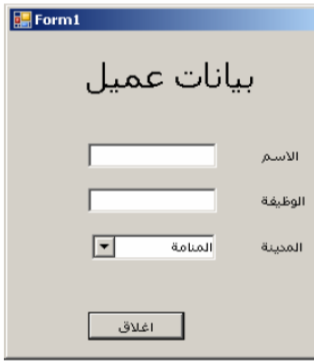 Form1
بيانات عميل
الاسم
الوظيفة
المدينة المنامة
اغلاق